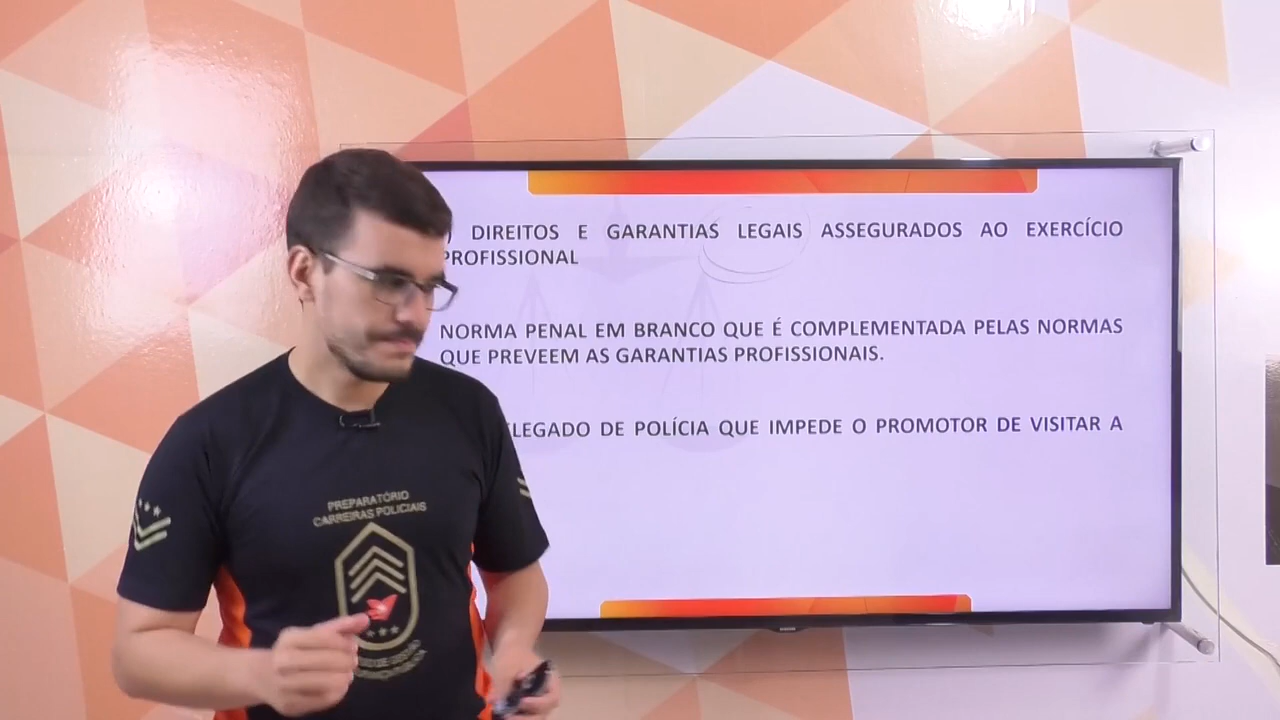 ) DIREITOS E GARANTIAS LEGAIS ASSEGURADOS AO EXERCÍCIO
PROFISSIONAL
NORMA PENAL EM BRANCO QUE É COMPLEMENTADA PELAS NORMAS
QUE PREVEEM AS GARANTIAS PROFISSIONAIS.
DE POLÍCIA QUE IMPEDE O PROMOTOR DE VISITAR A
PREPARATÓRIO
CARREIRAS POLICIAIS